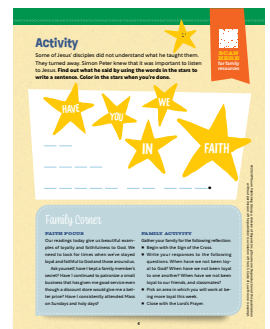 Activity
Some of Jesus' disciples did not understand what he taught them.
They turned away. Simon Peter knew that it was important to listen
to Jesus. Find out what he said by using the words in the stars to
write a sentence. Color in the stars when you're done.
SCAN
HERE
for family
resources
HAVE
YOU
WE
IN
FAITH
Family Corner
FAITH FOCUS
Our readings today give us beautiful exam-
ples of loyalty and faithfulness to God. We
need to look for times when we've stayed
loyal and faithful to God and those around us.
Ask yourself, have I kept a family member's
secret? Have I continued to patronize a small
business that has given me good service even
though a discount store would give me a bet-
ter price? Have I consistently attended Mass
on Sundays and holy days?
FAMILY ACTIVITY
Gather your family for the following reflection.
● Begin with the Sign of the Cross.
● Write your responses to the following
questions: When have we not been loy-
al to God? When have we not been loyal
to one another? When have we not been
loyal to our friends, and classmates?
● Pick an area in which you will work at be-
ing more loyal this week.
● Close with the Lord's Prayer.